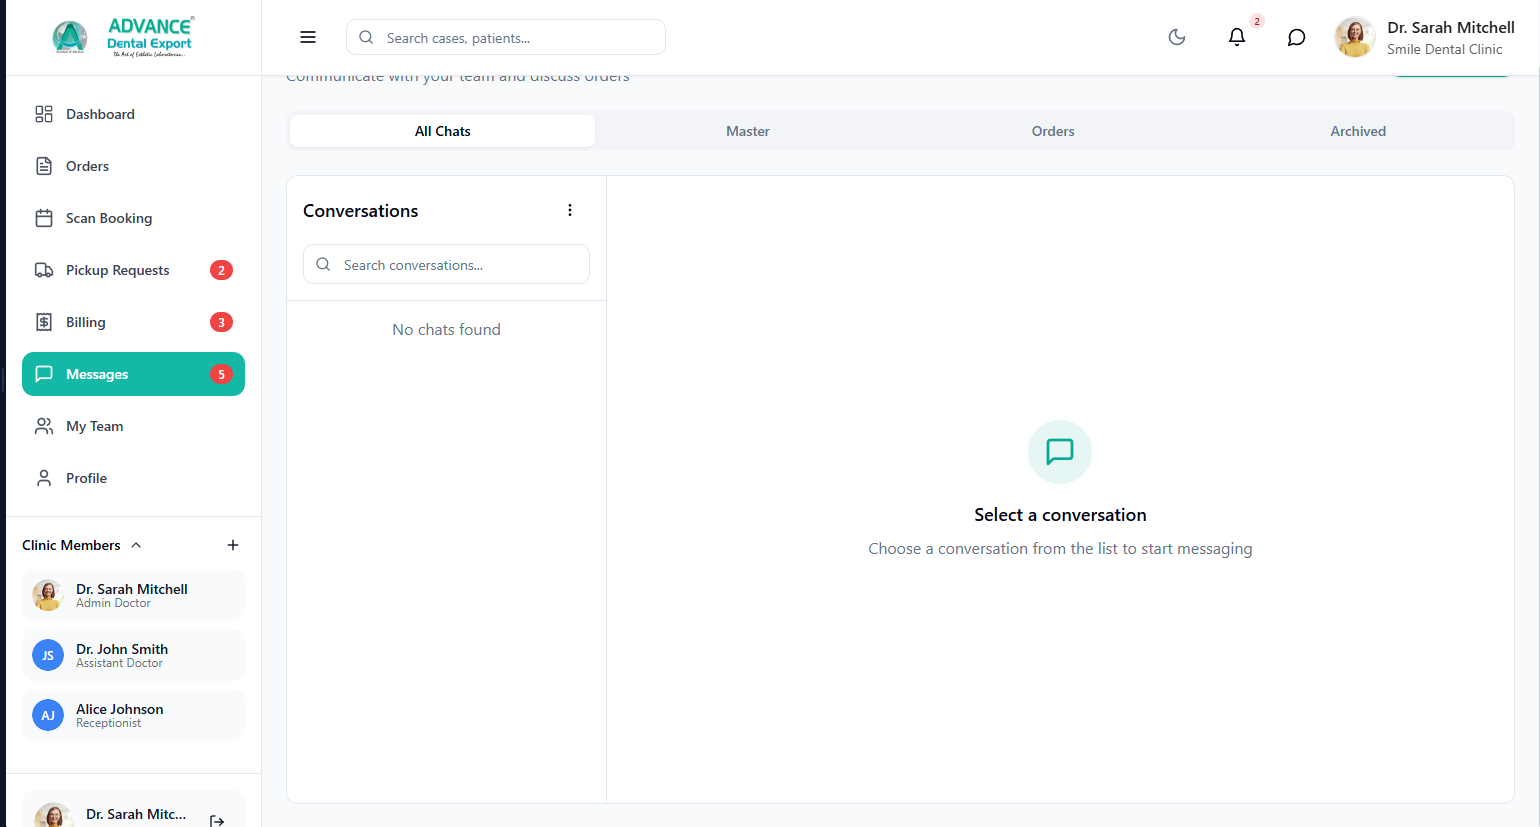 ADVANCE
Dental Export
The Art of Esthetic Laboratories...
Search cases, patients...
2
Dr. Sarah Mitchell
Smile Dental Clinic
Communicate with your team and discuss orders
Dashboard
Orders
Scan Booking
Pickup Requests
2
Billing
3
Messages
5
My Team
Profile
Clinic Members
Dr. Sarah Mitchell
Admin Doctor
JS
Dr. John Smith
Assistant Doctor
AJ
Alice Johnson
Receptionist
Dr. Sarah Mitc...
All Chats
Master
Orders
Archived
Conversations
Search conversations...
No chats found
Select a conversation
Choose a conversation from the list to start messaging